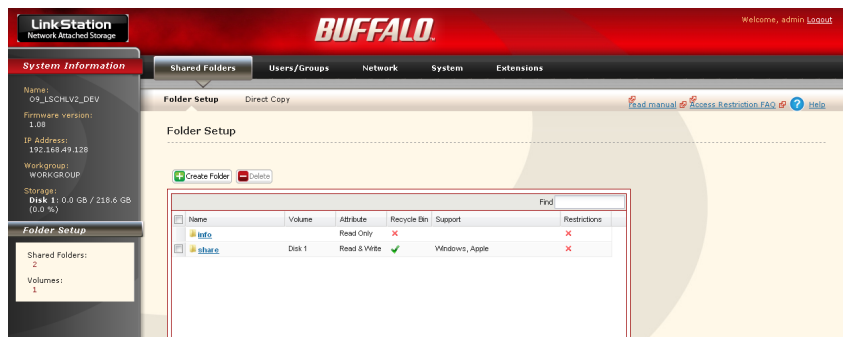 LinkStation
Network Attached Storage
BUFFALO
Welcome, admin Logout
System Information
Shared Folders Users/Groups Network System Extensions
Name:
09_LSCHLV2_DEV
Folder Setup Direct Copy
Read manual Access Restriction FAQ ? Help
Firmware version:
1.08
IP Address:
192.168.49.128
Workgroup:
WORKGROUP
Storage:
Disk 1: 0.0 GB / 218.6 GB
(0.0 %)
Folder Setup
Shared Folders:
2
Volumes:
1
Folder Setup
Create Folder Delete
Find
Name Volume Attribute Recycle Bin Support Restrictions
info Read Only
share Disk 1 Read & Write Windows, Apple